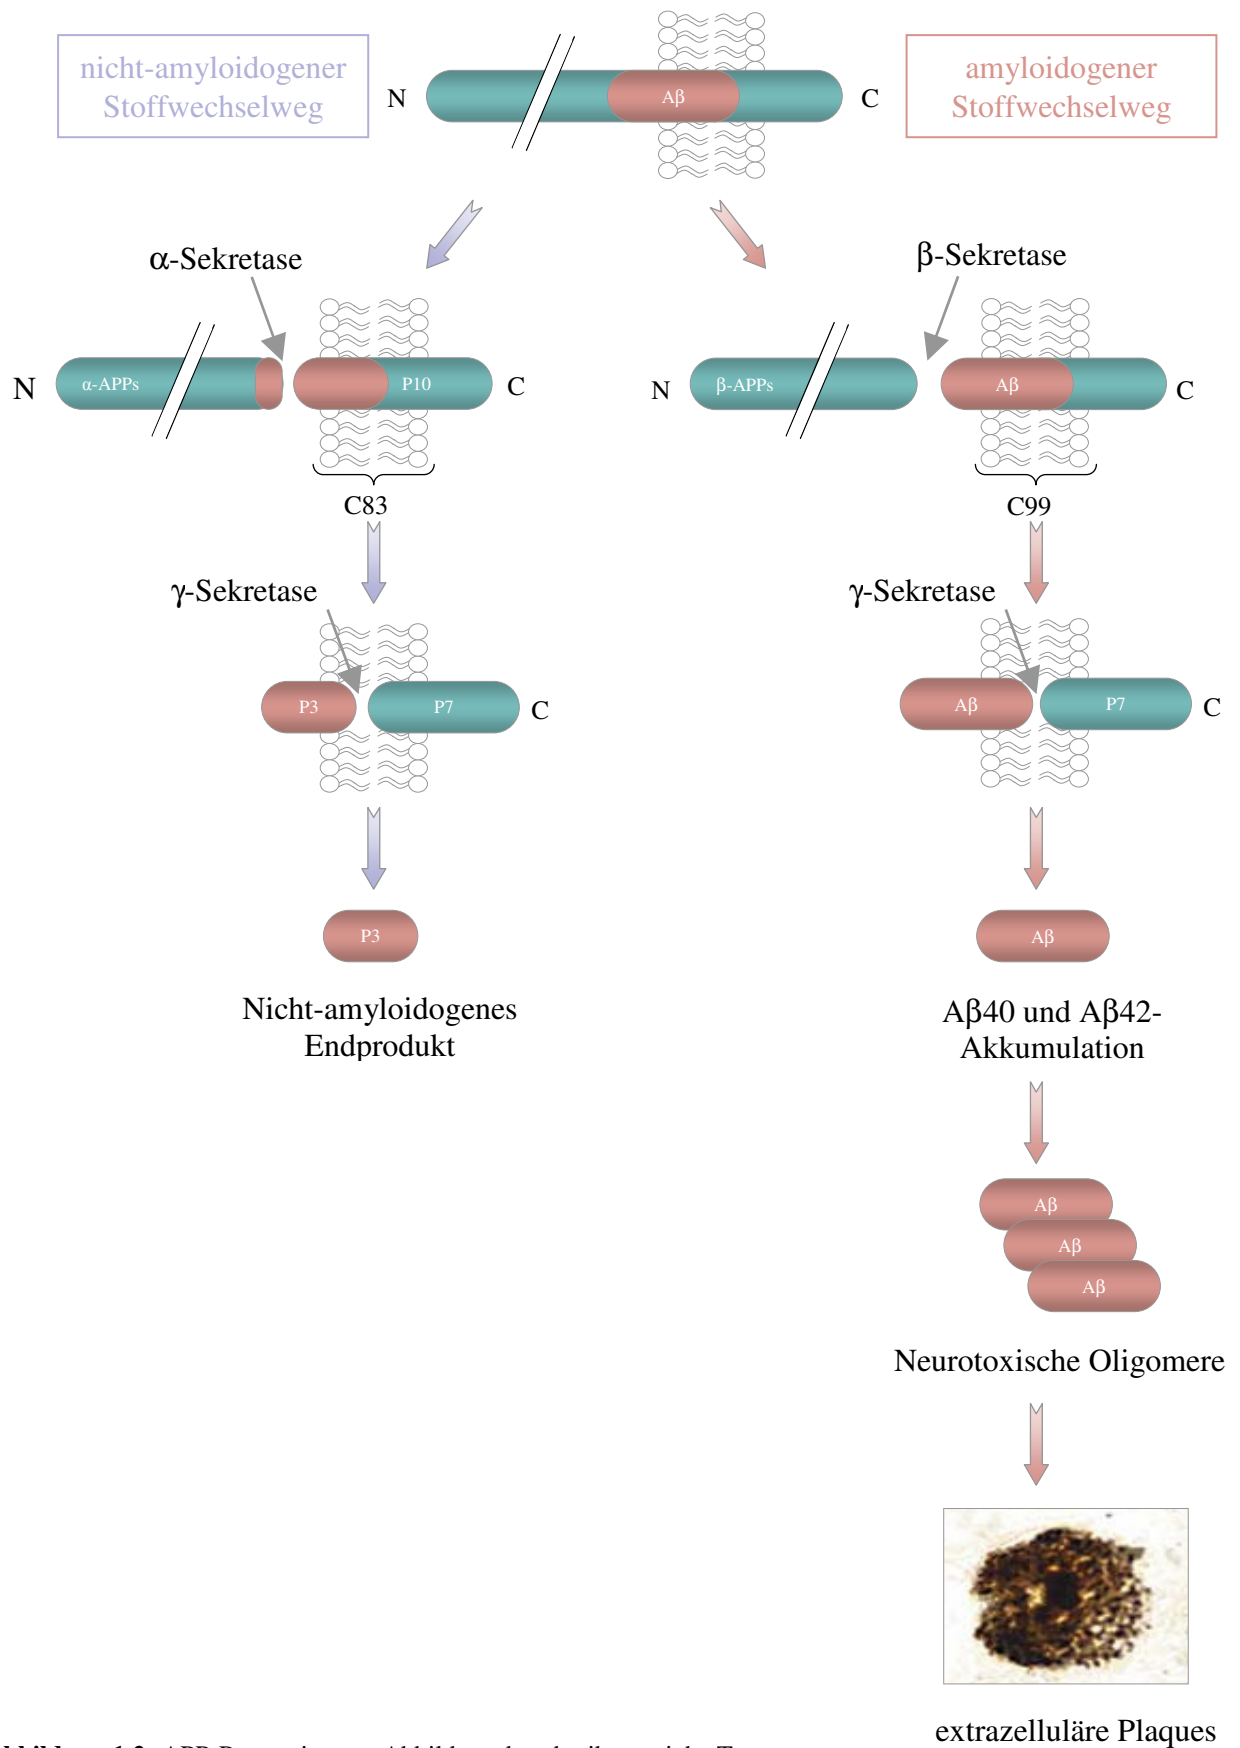 nicht-amyloidogener
Stoffwechselweg
N
Aβ
C
amyloidogener
Stoffwechselweg
α-Sekretase
N
α-APPs
P10
C
C83
γ-Sekretase
P3
P7
C
P3
Nicht-amyloidogenes
Endprodukt
β-Sekretase
N
β-APPs
Aβ
C
C99
γ-Sekretase
Aβ
P7
C
Aβ
Aβ40 und Aβ42-
Akkumulation
Aβ
Aβ
Aβ
Neurotoxische Oligomere
extrazelluläre Plaques